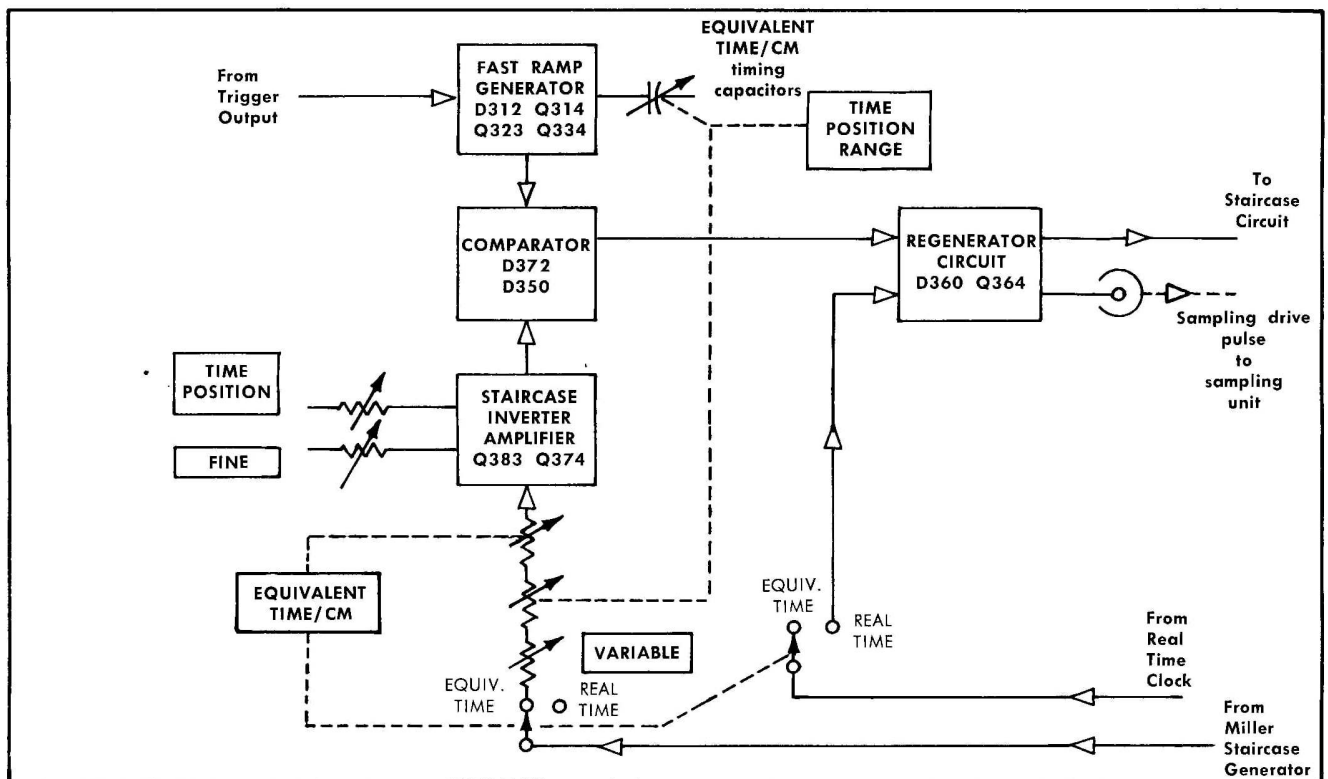 From
Trigger
Output
FAST RAMP
GENERATOR
D312 Q314
Q323 Q334
EQUIVALENT
TIME/CM
timing
capacitors
TIME
POSITION
RANGE
COMPARATOR
D372
D350
REGENERATOR
CIRCUIT
D360 Q364
To
Staircase
Circuit
Sampling drive
pulse
to
sampling
unit
TIME
POSITION
FINE
STAIRCASE
INVERTER
AMPLIFIER
Q383 Q374
EQUIVALENT
TIME/CM
VARIABLE
EQUIV.
TIME
REAL
TIME
EQUIV.
TIME
REAL
TIME
From
Real
Time
Clock
From
Miller
Staircase
Generator